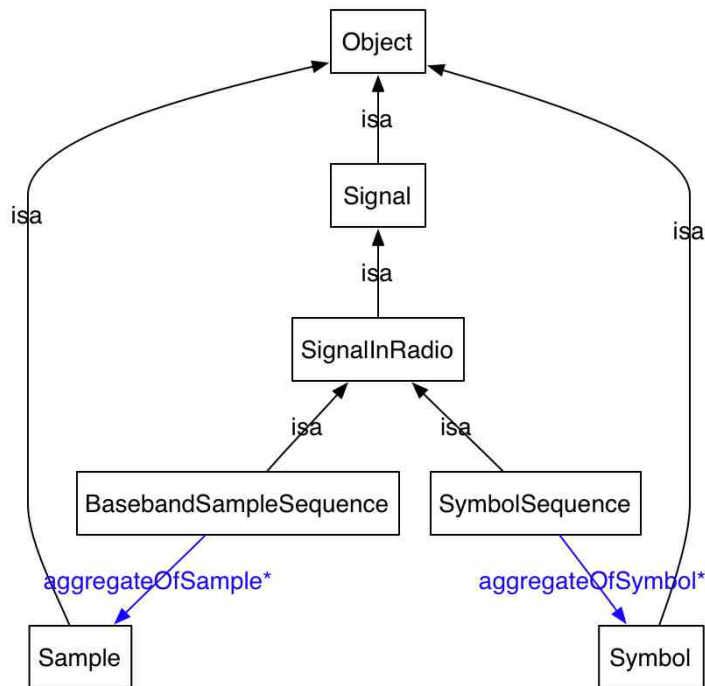 Object
isa
Signal
isa
isa
isa
SignalInRadio
isa
isa
BasebandSampleSequence
SymbolSequence
aggregateOfSample*
aggregateOfSymbol*
Sample
Symbol